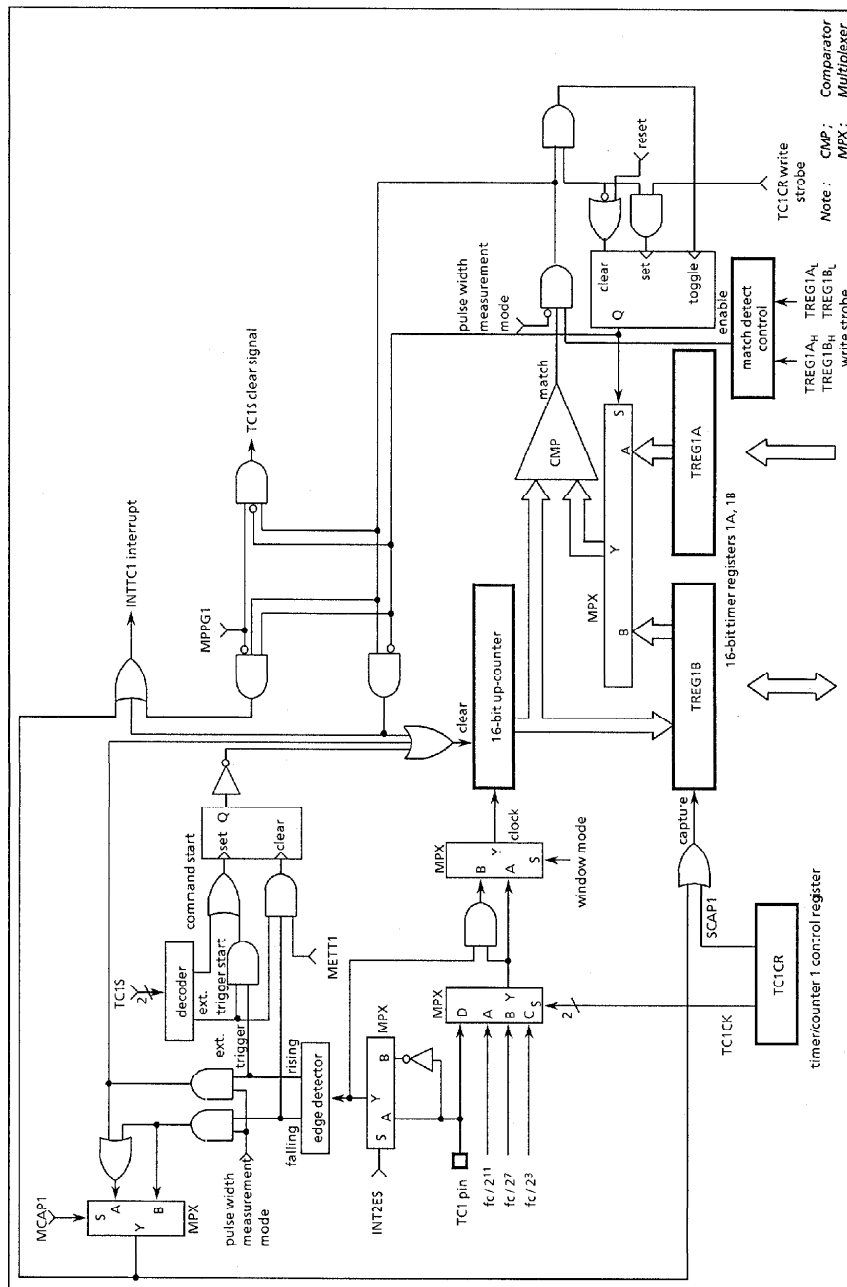 MCAP1
S
A
B
Y
MPX
pulse width
measurement
mode
TC1S
2
decoder
ext.
trigger start
command start
ext.
trigger
falling
rising
edge detector
set
Q
clear
METT1
INTTC1 interrupt
MPPG1
TC1S clear signal
INT2ES
S
A
Y
B
MPX
TC1 pin
fc/2¹¹
fc/2⁷
fc/2³
MPX
D
A
B
C
Y
S
2
TC1CK
MPX
B
A
Y
S
clock
window mode
clear
16-bit up-counter
CMP
match
pulse width
measurement
mode
MPX
B
Y
A
S
Q
clear
set
toggle
enable
reset
TC1CR write
strobe
TC1CR
timer/counter 1 control register
SCAP1
capture
TREG1B
TREG1A
16-bit timer registers 1A, 1B
match detect
control
TREG1A_H TREG1A_L
TREG1B_H TREG1B_L
write strobe
Note : CMP ; Comparator
MPX ; Multiplexer